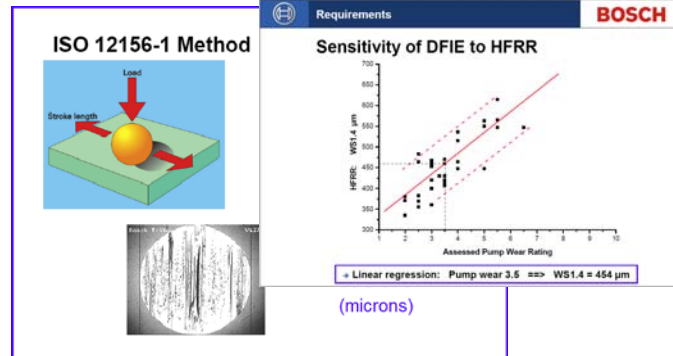 ISO 12156-1 Method
Load
Stroke length
Requirements
BOSCH
Sensitivity of DFIE to HFRR
HFRR: WS1.4 µm
700
650
600
550
500
450
400
350
300
1 2 3 4 5 6 7 8 9 10
Assessed Pump Wear Rating
Linear regression: Pump wear 3.5 ==> WS1.4 = 454 µm
(microns)